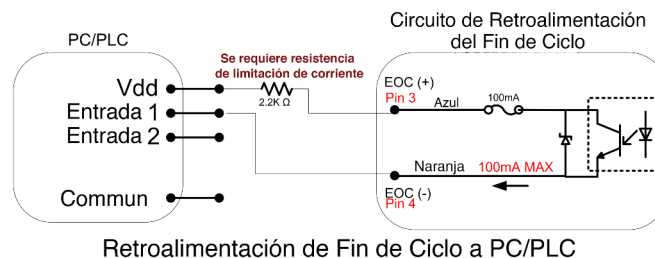 Circuito de Retroalimentación
del Fin de Ciclo
PC/PLC
Se requiere resistencia
de limitación de corriente
Vdd
2.2K Ω
EOC (+)
Pin 3
Azul
100mA
Entrada 1
Entrada 2
Naranja
100mA MAX
EOC (-)
Pin 4
Commun
Retroalimentación de Fin de Ciclo a PC/PLC